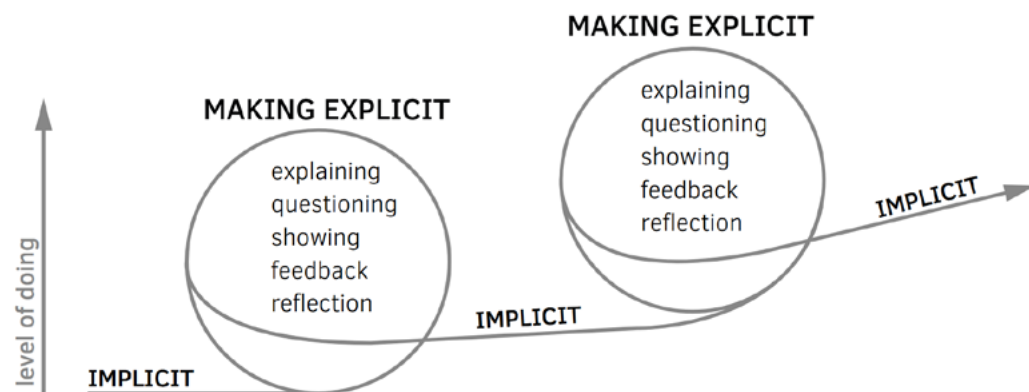 MAKING EXPLICIT
explaining
questioning
showing
feedback
reflection
MAKING EXPLICIT
explaining
questioning
showing
feedback
reflection
level of doing
IMPLICIT
IMPLICIT
IMPLICIT